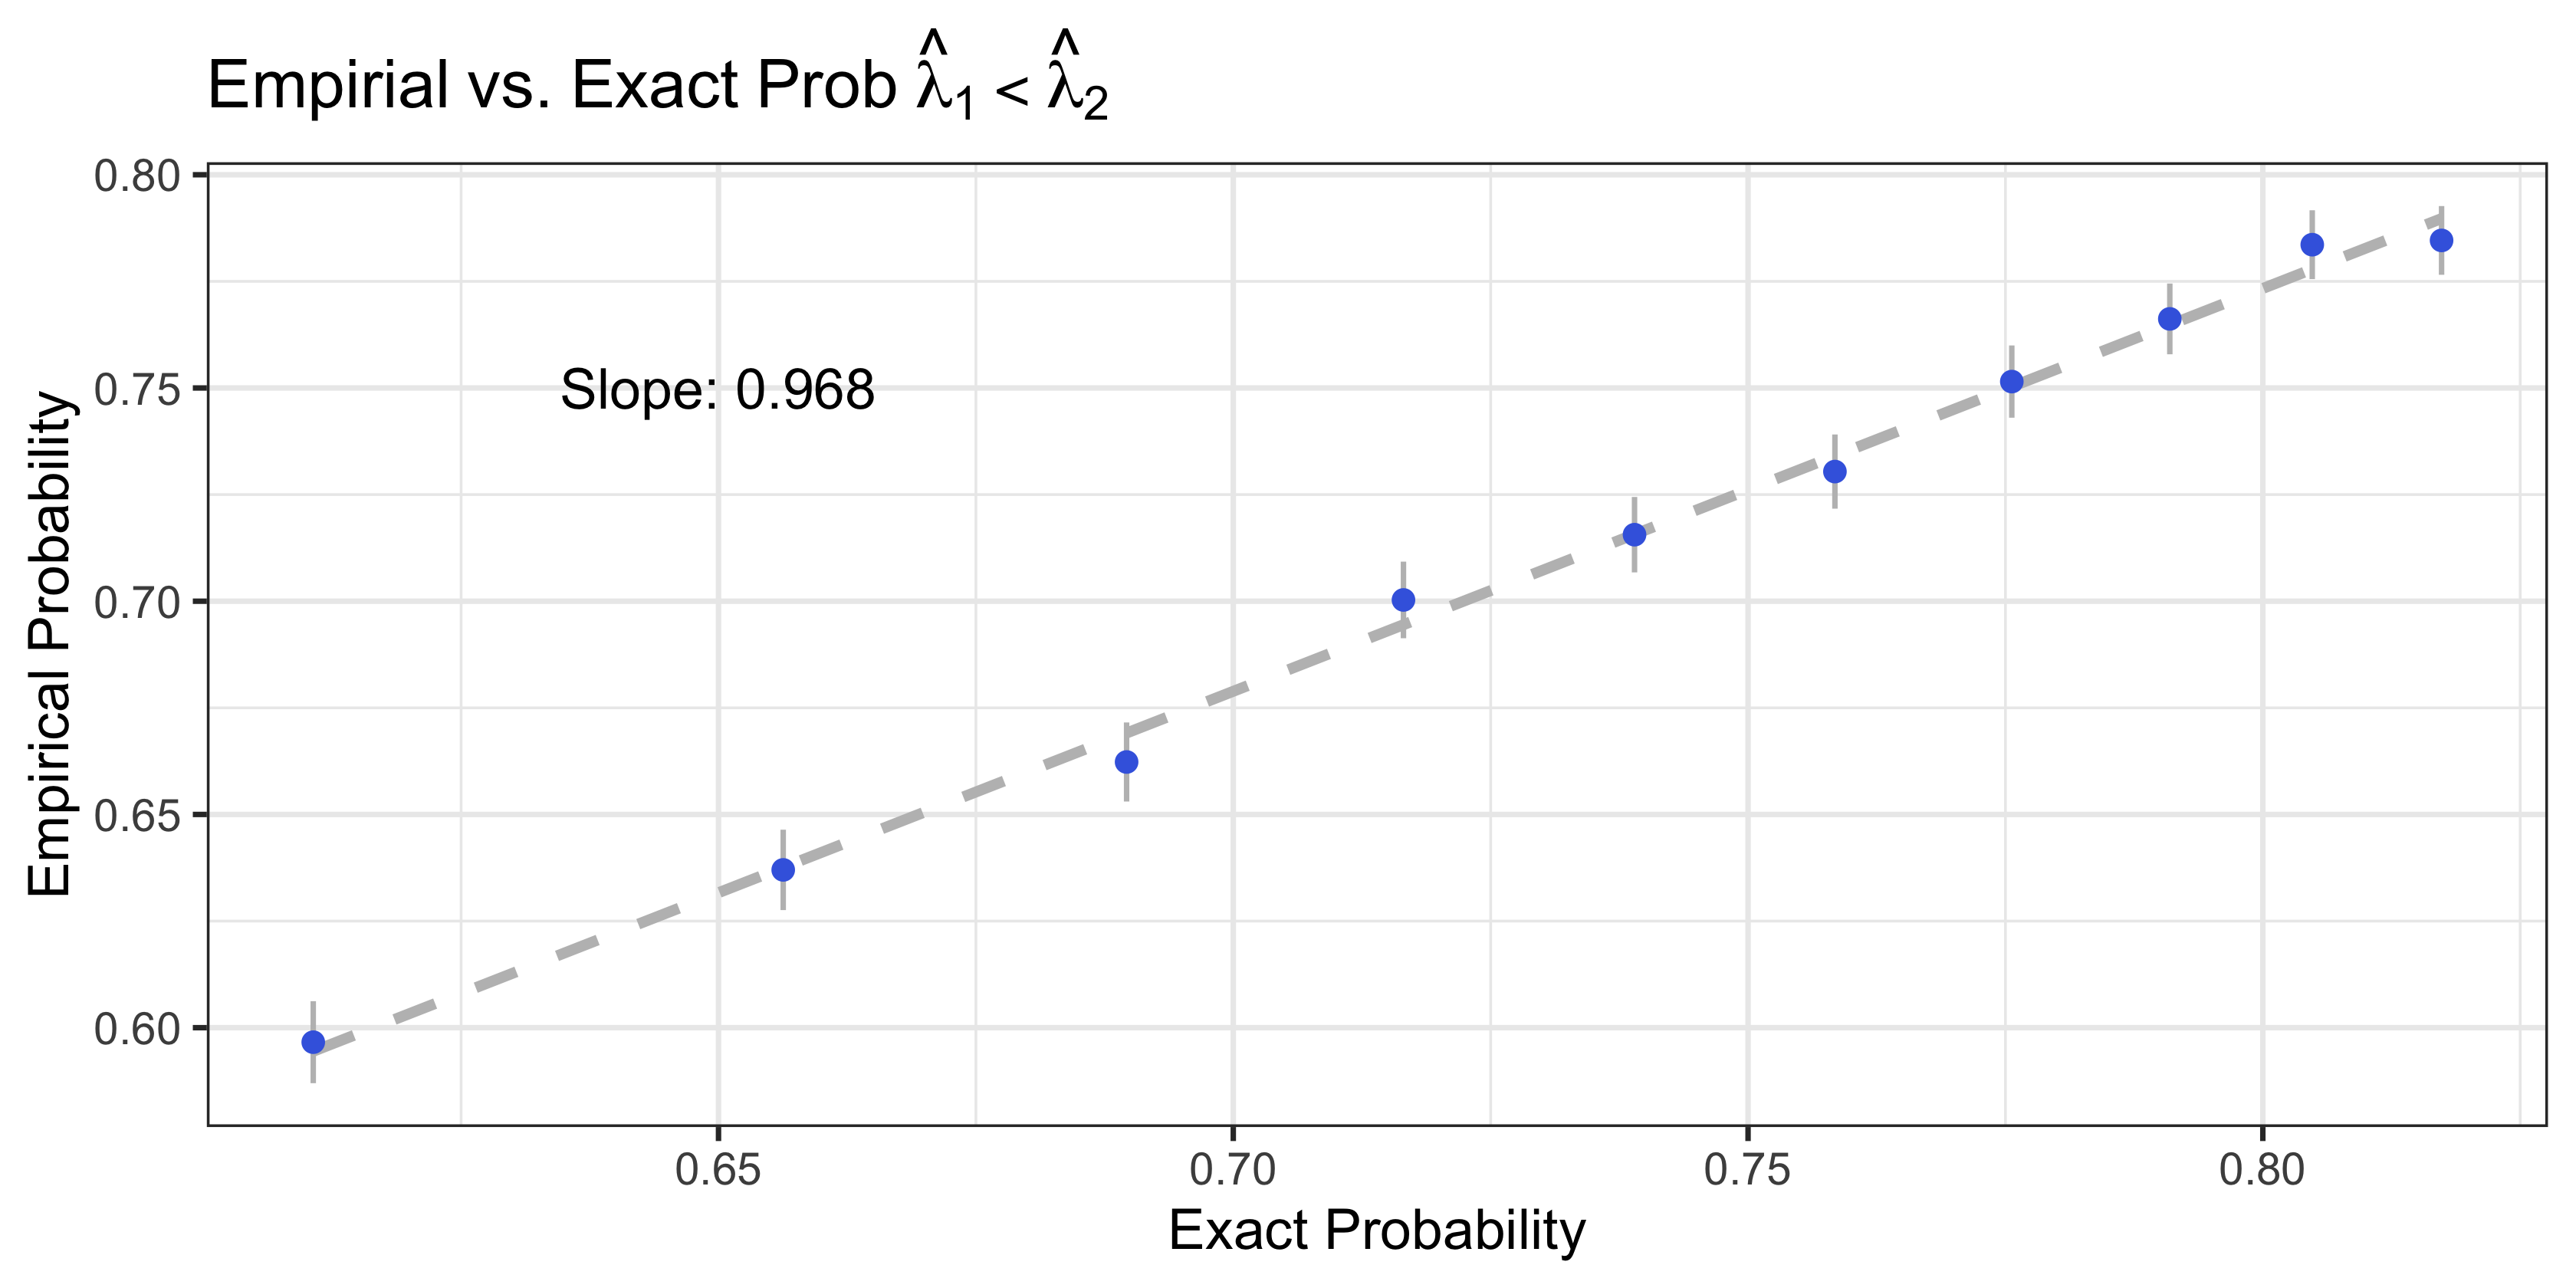 Empirial vs. Exact Prob λ̂₁ < λ̂₂
0.80
0.75
0.70
0.65
0.60
Empirical Probability
Slope: 0.968
0.65 0.70 0.75 0.80
Exact Probability